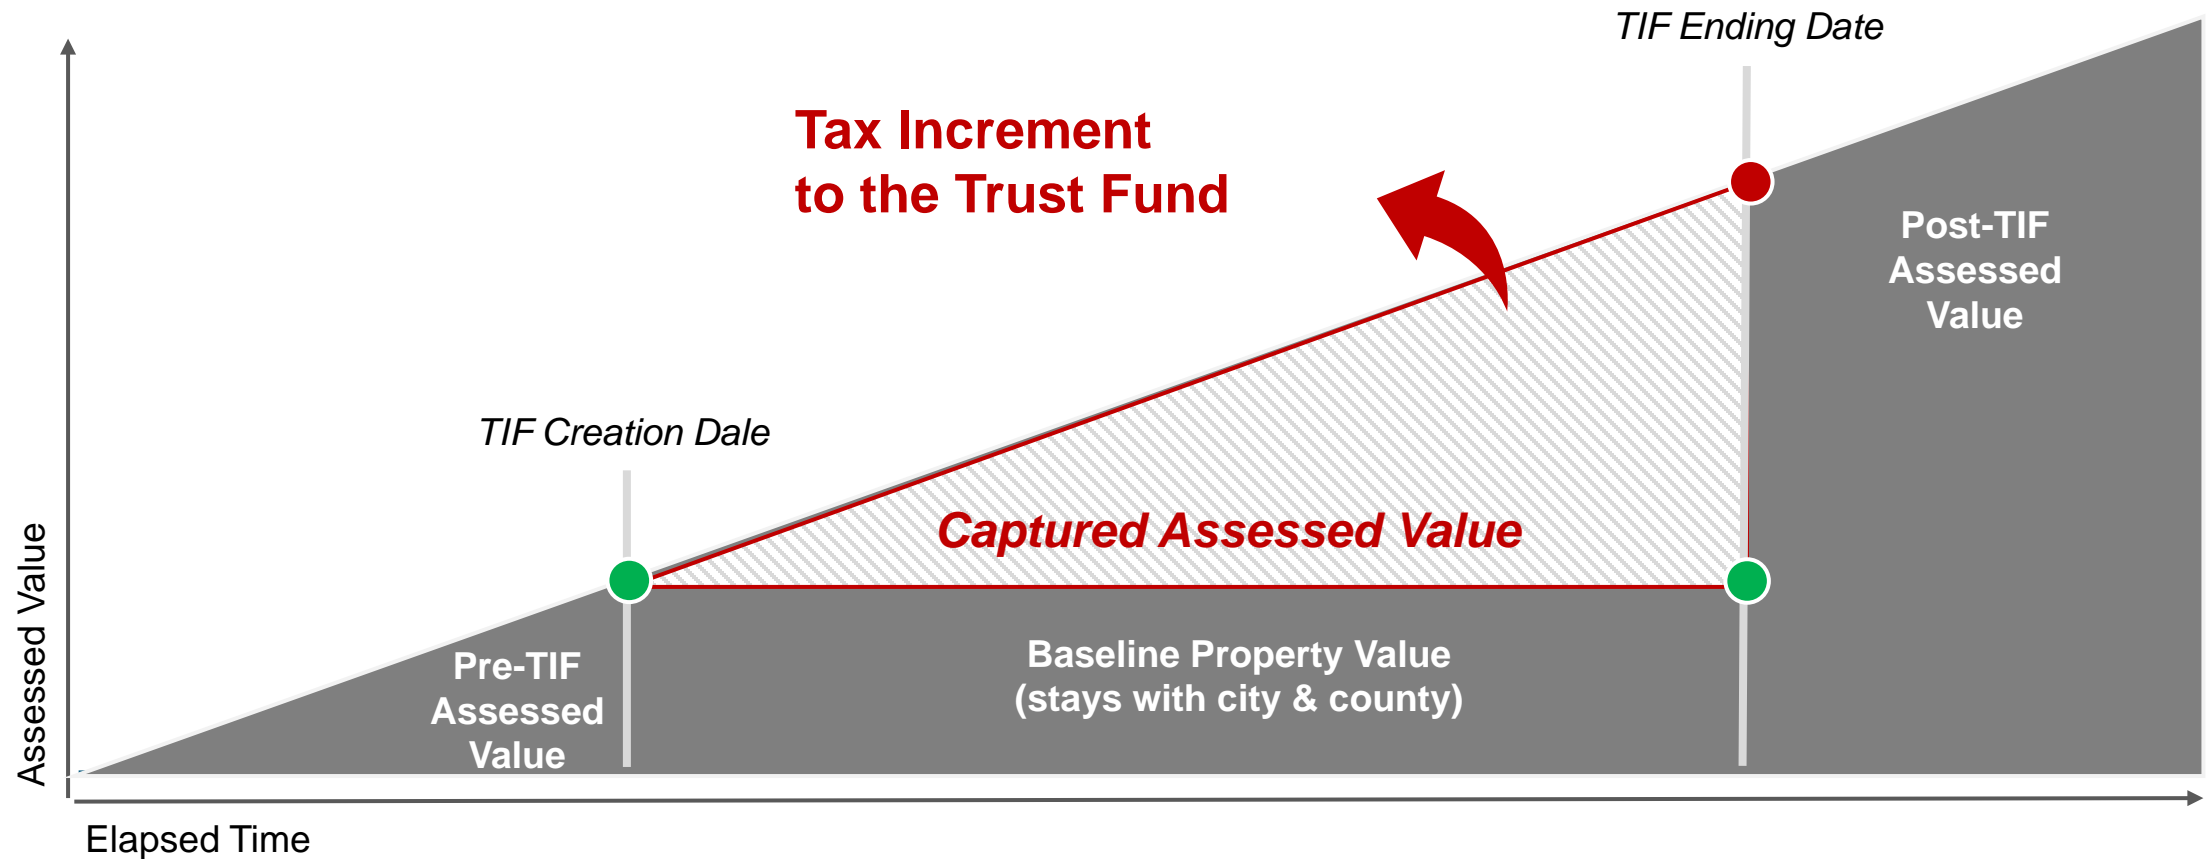 TIF Ending Date
Tax Increment
to the Trust Fund
Post-TIF
Assessed
Value
TIF Creation Dale
Captured Assessed Value
Assessed Value
Pre-TIF
Assessed
Value
Baseline Property Value
(stays with city & county)
Elapsed Time